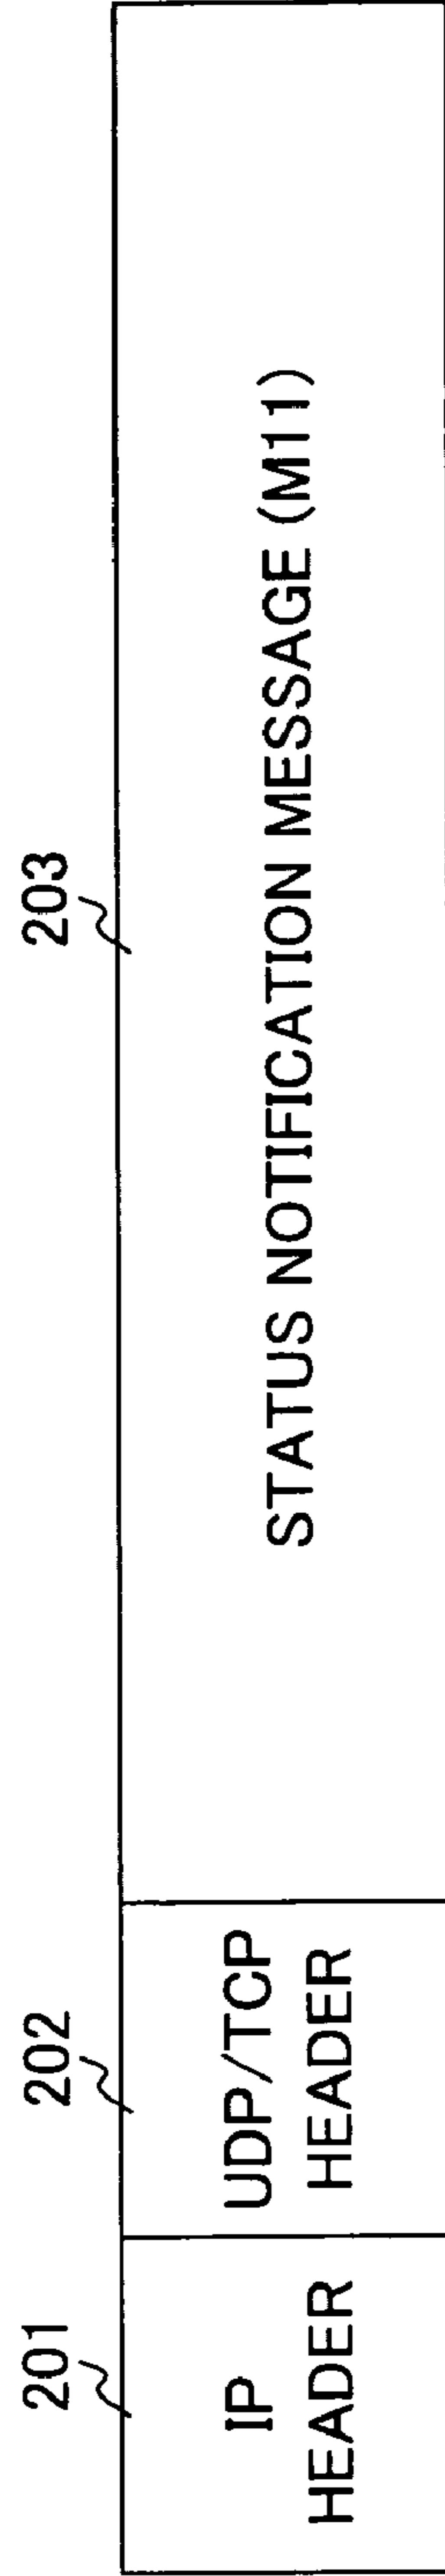 201
202
203
IP
HEADER
UDP/TCP
HEADER
STATUS NOTIFICATION MESSAGE (M11)